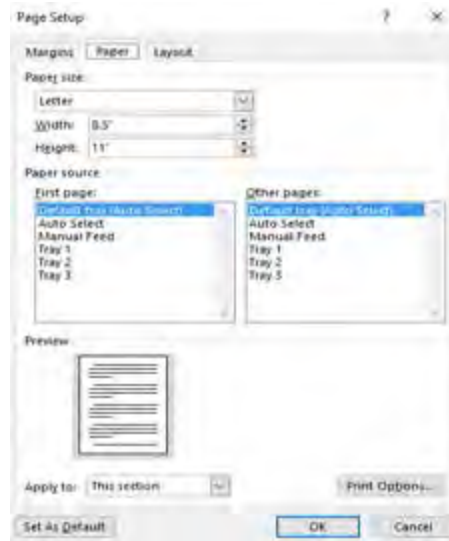 Page Setup ? ×
Margins Paper Layout
Paper size:
Letter
Width: 8.5"
Height: 11"
Paper source
First page: Other pages:
Default tray (Auto Select) Default tray (Auto Select)
Auto Select Auto Select
Manual Feed Manual Feed
Tray 1 Tray 1
Tray 2 Tray 2
Tray 3 Tray 3
Preview
Apply to: This section Print Options...
Set As Default OK Cancel